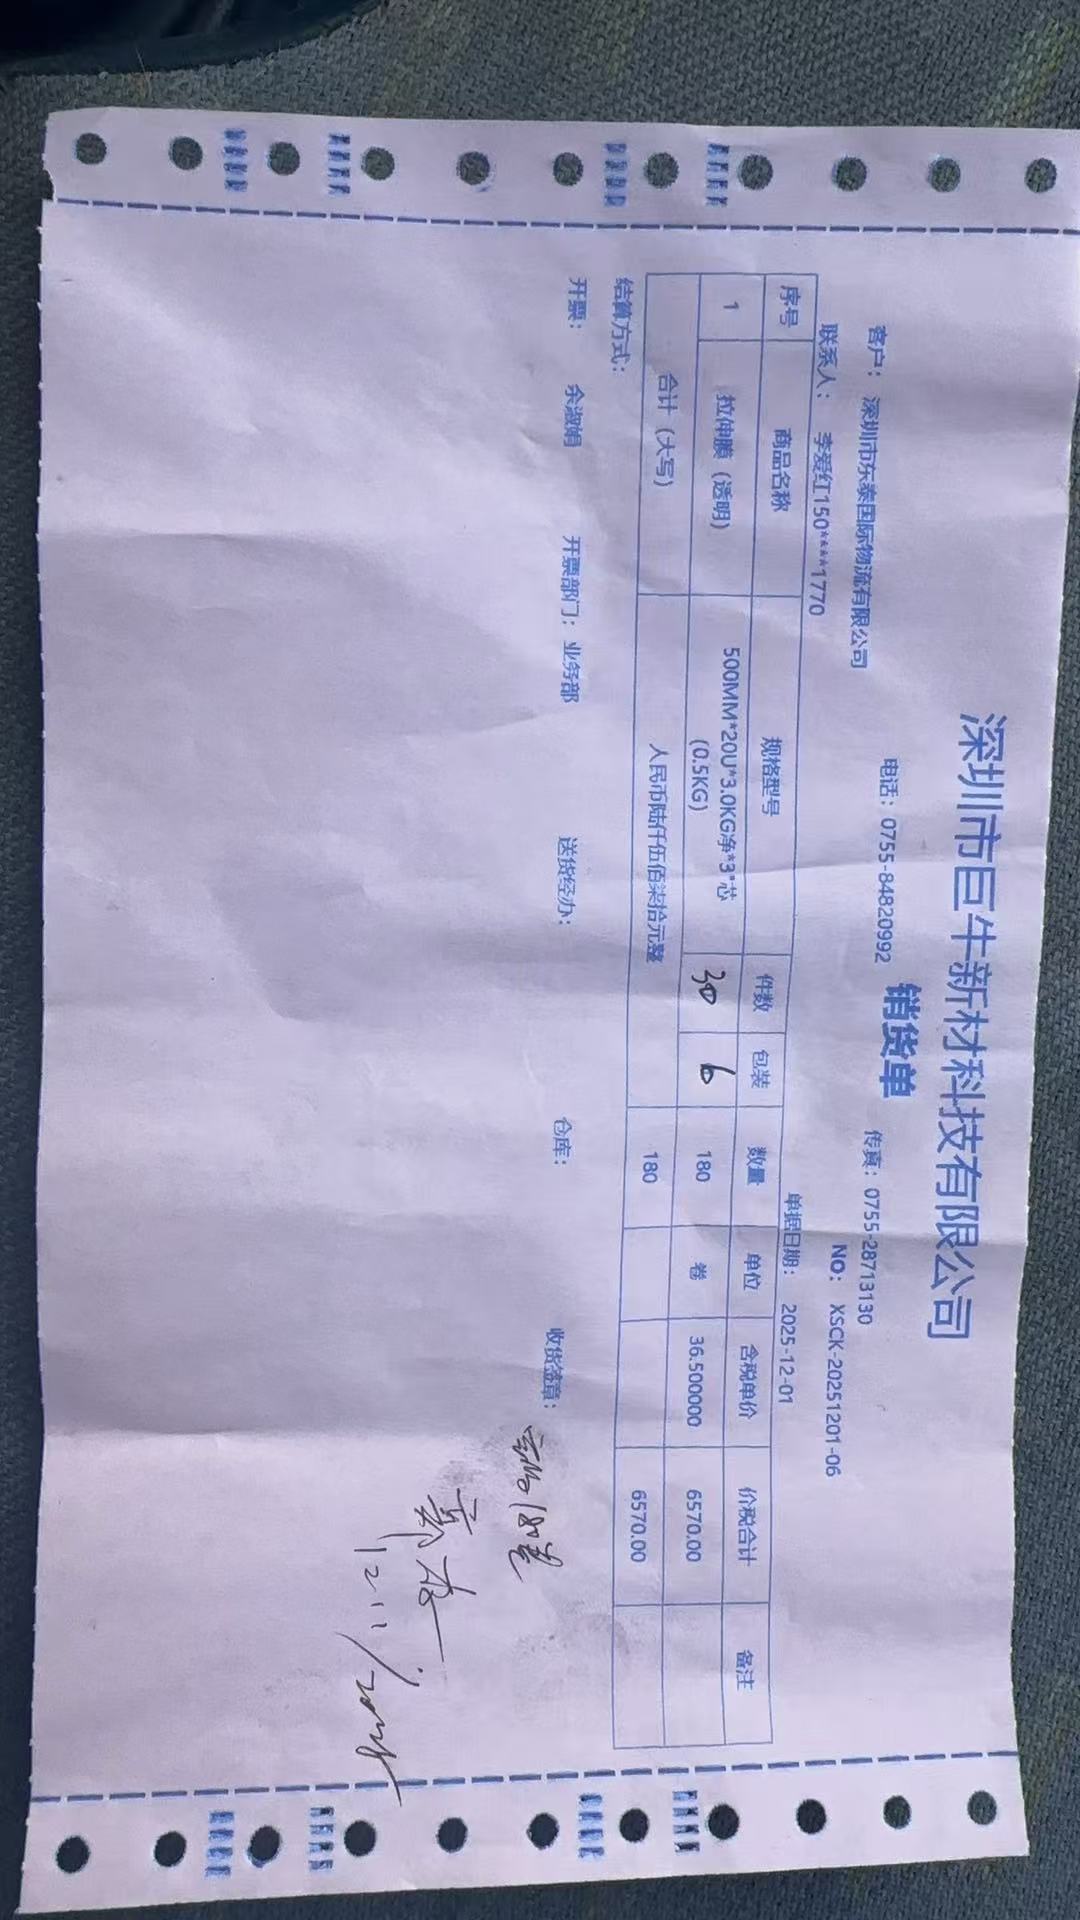 深圳市巨牛新材料科技有限公司
电话：0755-84820992 销货单 传真：0755-28713130
客户：深圳市东泰国际物流有限公司 NO：XSCK-20251201-06
联系人：李爱红150****1770 单据日期：2025-12-01
序号 商品名称 规格型号 件数 包装 数量 单位 含税单价 价税合计 备注
1 拉伸膜（透明） 500MM*20U*3.0KG净*3"芯 30 6 180 卷 36.500000 6570.00
(0.5KG)
合计（大写） 人民币陆仟伍佰柒拾元整 180 6570.00
结算方式：
开票：余淑娟 开票部门：业务部 送货经办： 仓库： 收货签章：